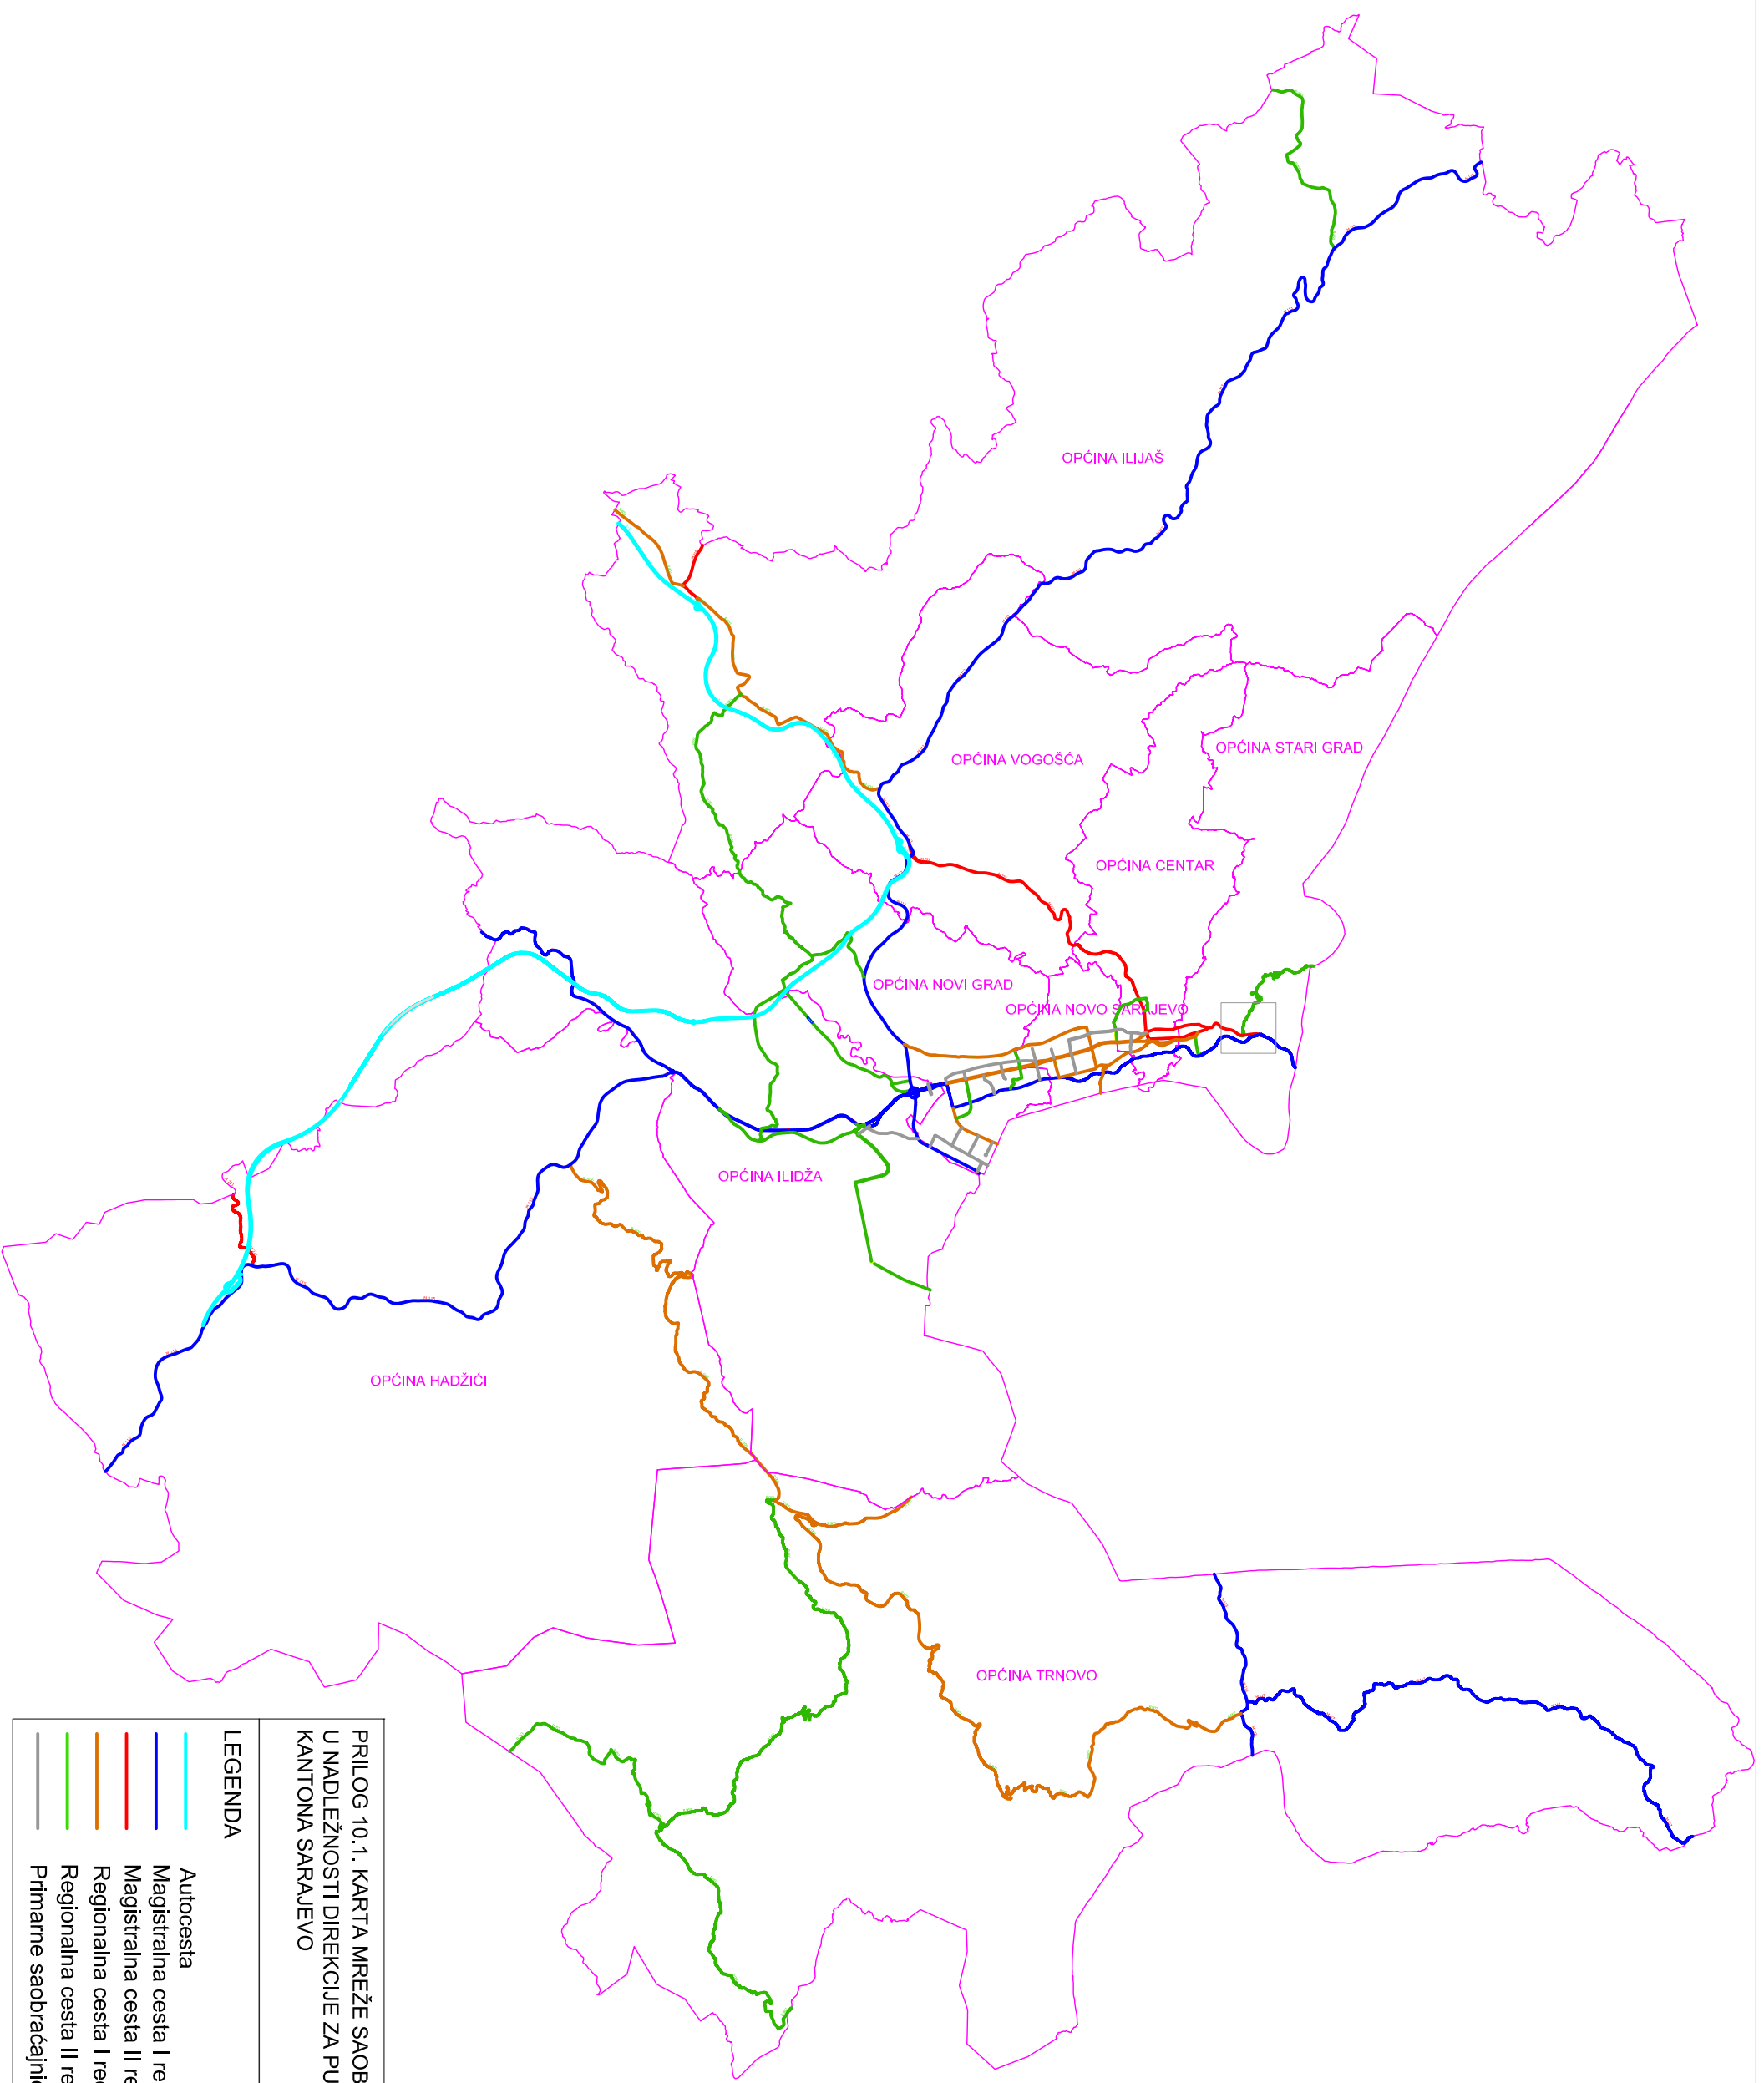 OPĆINA ILIJAŠ
OPĆINA STARI GRAD
OPĆINA VOGOŠĆA
OPĆINA CENTAR
OPĆINA NOVI GRAD
OPĆINA NOVO SARAJEVO
OPĆINA ILIDŽA
OPĆINA HADŽIĆI
OPĆINA TRNOVO
PRILOG 10.1. KARTA MREŽE SAOB
U NADLEŽNOSTI DIREKCIJE ZA PU
KANTONA SARAJEVO
LEGENDA
Autocesta
Magistralna cesta I re
Magistralna cesta II re
Regionalna cesta I re
Regionalna cesta II re
Primarne saobraćajni